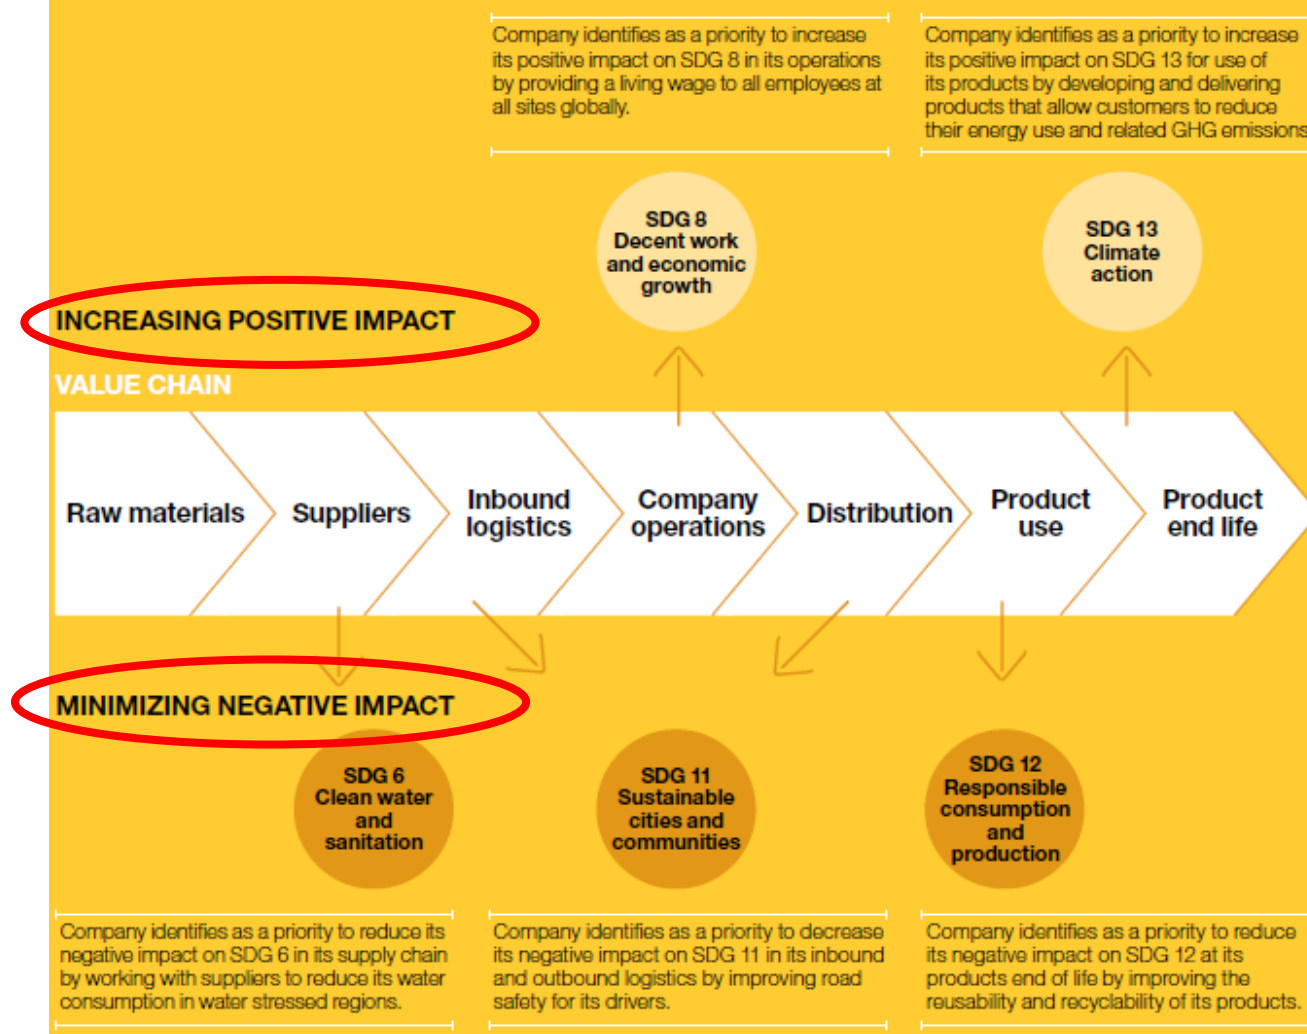 Company identifies as a priority to increase
its positive impact on SDG 8 in its operations
by providing a living wage to all employees at
all sites globally.
Company identifies as a priority to increase
its positive impact on SDG 13 for use of
its products by developing and delivering
products that allow customers to reduce
their energy use and related GHG emissions
SDG 8
Decent work
and economic
growth
SDG 13
Climate
action
INCREASING POSITIVE IMPACT
VALUE CHAIN
Raw materials
Suppliers
Inbound
logistics
Company
operations
Distribution
Product
use
Product
end life
MINIMIZING NEGATIVE IMPACT
SDG 6
Clean water
and
sanitation
SDG 11
Sustainable
cities and
communities
SDG 12
Responsible
consumption
and
production
Company identifies as a priority to reduce its
negative impact on SDG 6 in its supply chain
by working with suppliers to reduce its water
consumption in water stressed regions.
Company identifies as a priority to decrease
its negative impact on SDG 11 in its inbound
and outbound logistics by improving road
safety for its drivers.
Company identifies as a priority to reduce
its negative impact on SDG 12 at its
products end of life by improving the
reusability and recyclability of its products.